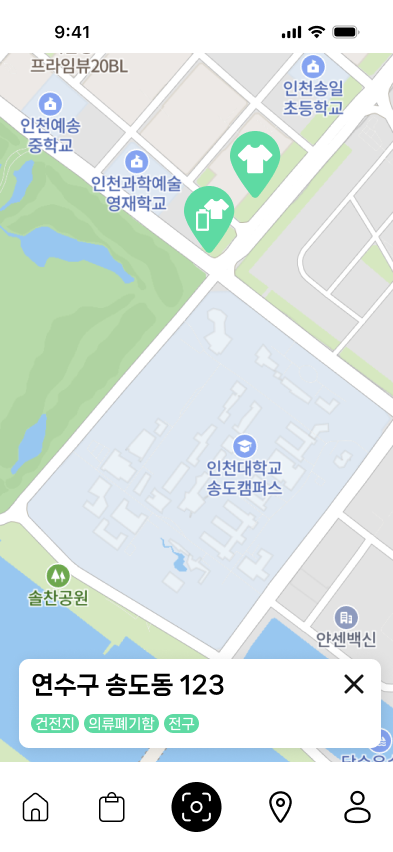 9:41
프라임뷰20BL
인천송일
초등학교
인천예송
중학교
인천과학예술
영재학교
인천대학교
송도캠퍼스
솔찬공원
얀센백신
연수구 송도동 123
건전지 의류폐기함 전구